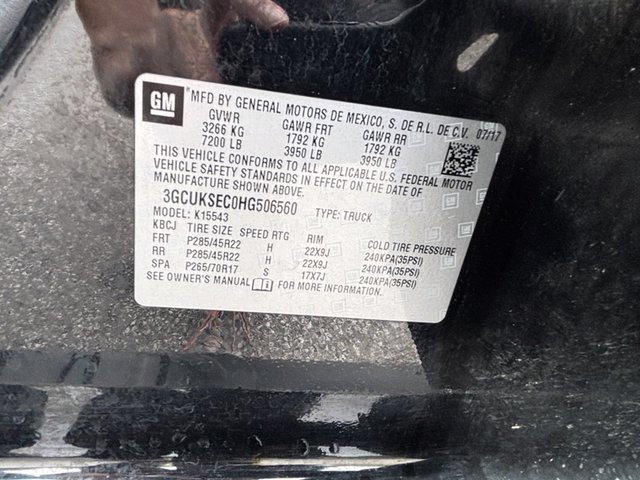 GM
MFD BY GENERAL MOTORS DE MEXICO, S. DE R.L. DE C.V. 07/17
GVWR GAWR FRT GAWR RR
3266 KG 1792 KG 1792 KG
7200 LB 3950 LB 3950 LB
THIS VEHICLE CONFORMS TO ALL APPLICABLE U.S. FEDERAL MOTOR
VEHICLE SAFETY STANDARDS IN EFFECT ON THE DATE OF
MANUFACTURE SHOWN ABOVE.
3GCUKSEC0HG506560 TYPE: TRUCK
MODEL: K15543
KBCJ TIRE SIZE SPEED RTG RIM COLD TIRE PRESSURE
FRT P285/45R22 H 22X9J 240KPA(35PSI)
RR P285/45R22 H 22X9J 240KPA(35PSI)
SPA P265/70R17 S 17X7J 240KPA(35PSI)
SEE OWNER'S MANUAL FOR MORE INFORMATION.